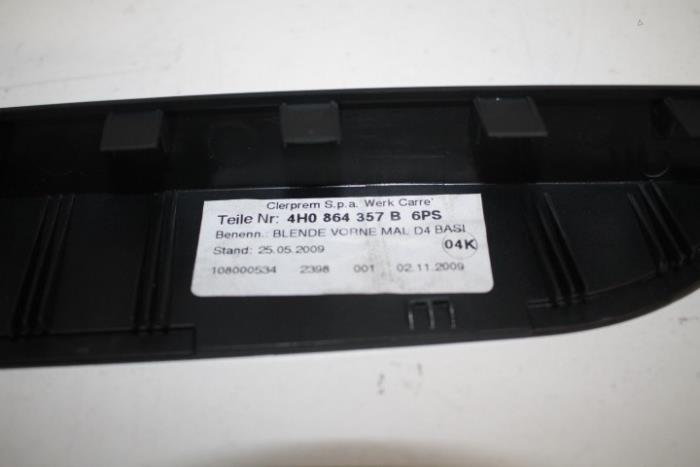 Clerprem S.p.a. Werk Carre'
Teile Nr: 4H0 864 357 B 6PS
Benenn.: BLENDE VORNE MAL D4 BASI
Stand: 25.05.2009 04K
108000534 2398 001 02.11.2009